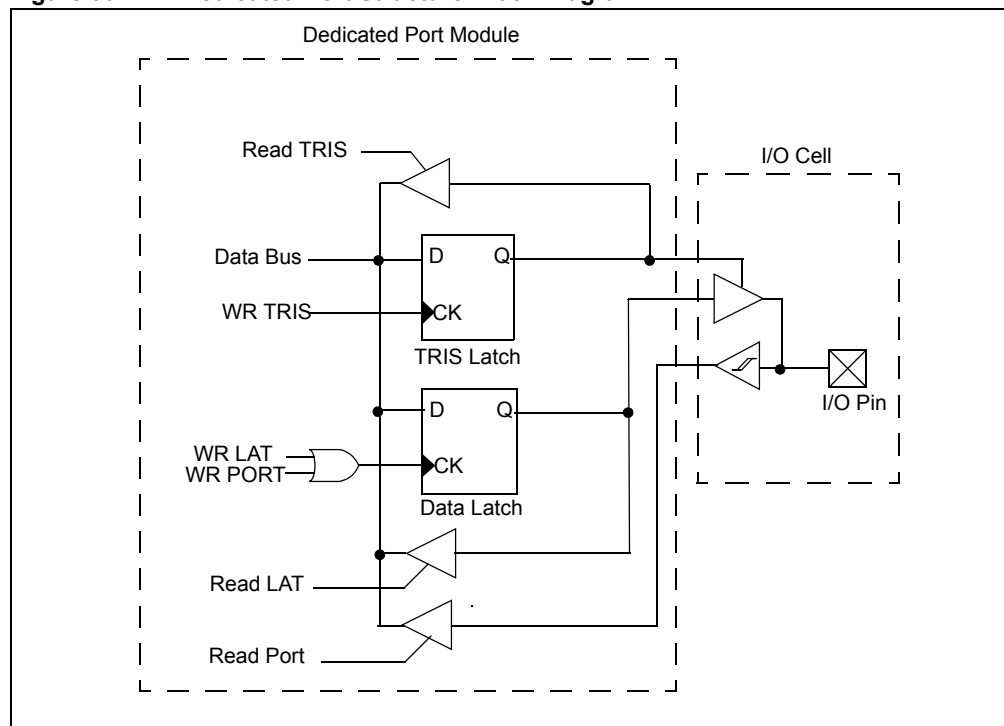 Dedicated Port Module
Read TRIS
I/O Cell
Data Bus
D
Q
WR TRIS
CK
TRIS Latch
D
Q
I/O Pin
WR LAT
WR PORT
CK
Data Latch
Read LAT
Read Port